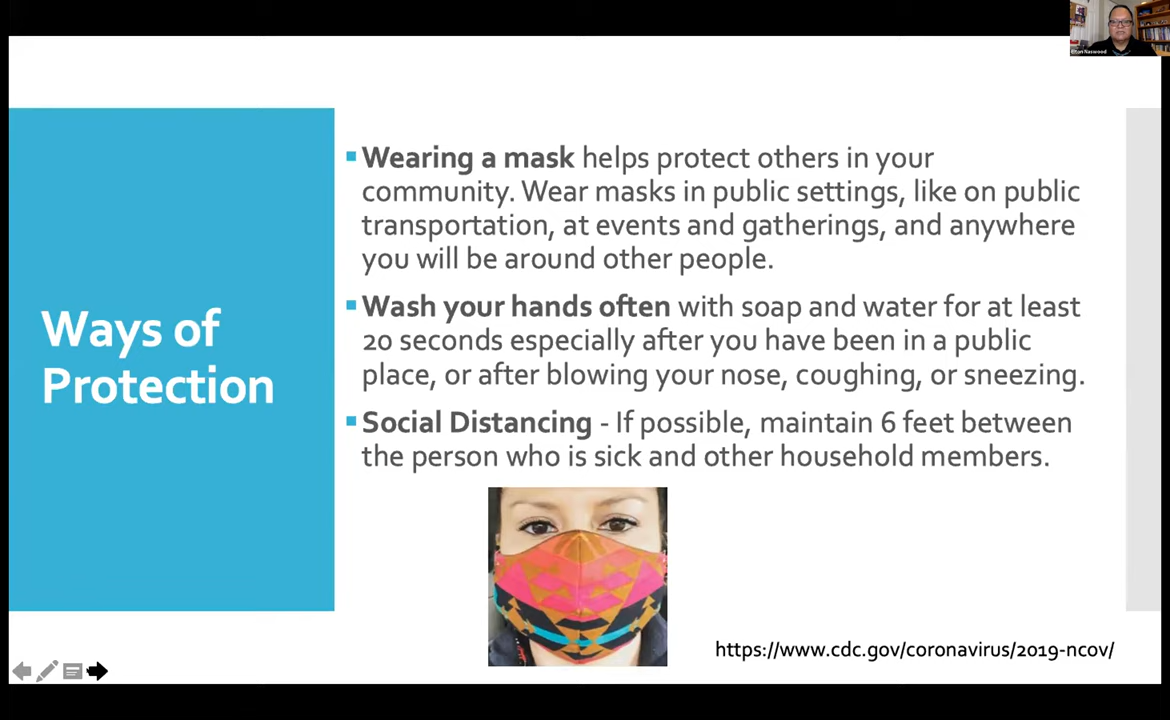 Elton Naswood
Ways of
Protection
Wearing a mask helps protect others in your
community. Wear masks in public settings, like on public
transportation, at events and gatherings, and anywhere
you will be around other people.
Wash your hands often with soap and water for at least
20 seconds especially after you have been in a public
place, or after blowing your nose, coughing, or sneezing.
Social Distancing - If possible, maintain 6 feet between
the person who is sick and other household members.
https://www.cdc.gov/coronavirus/2019-ncov/